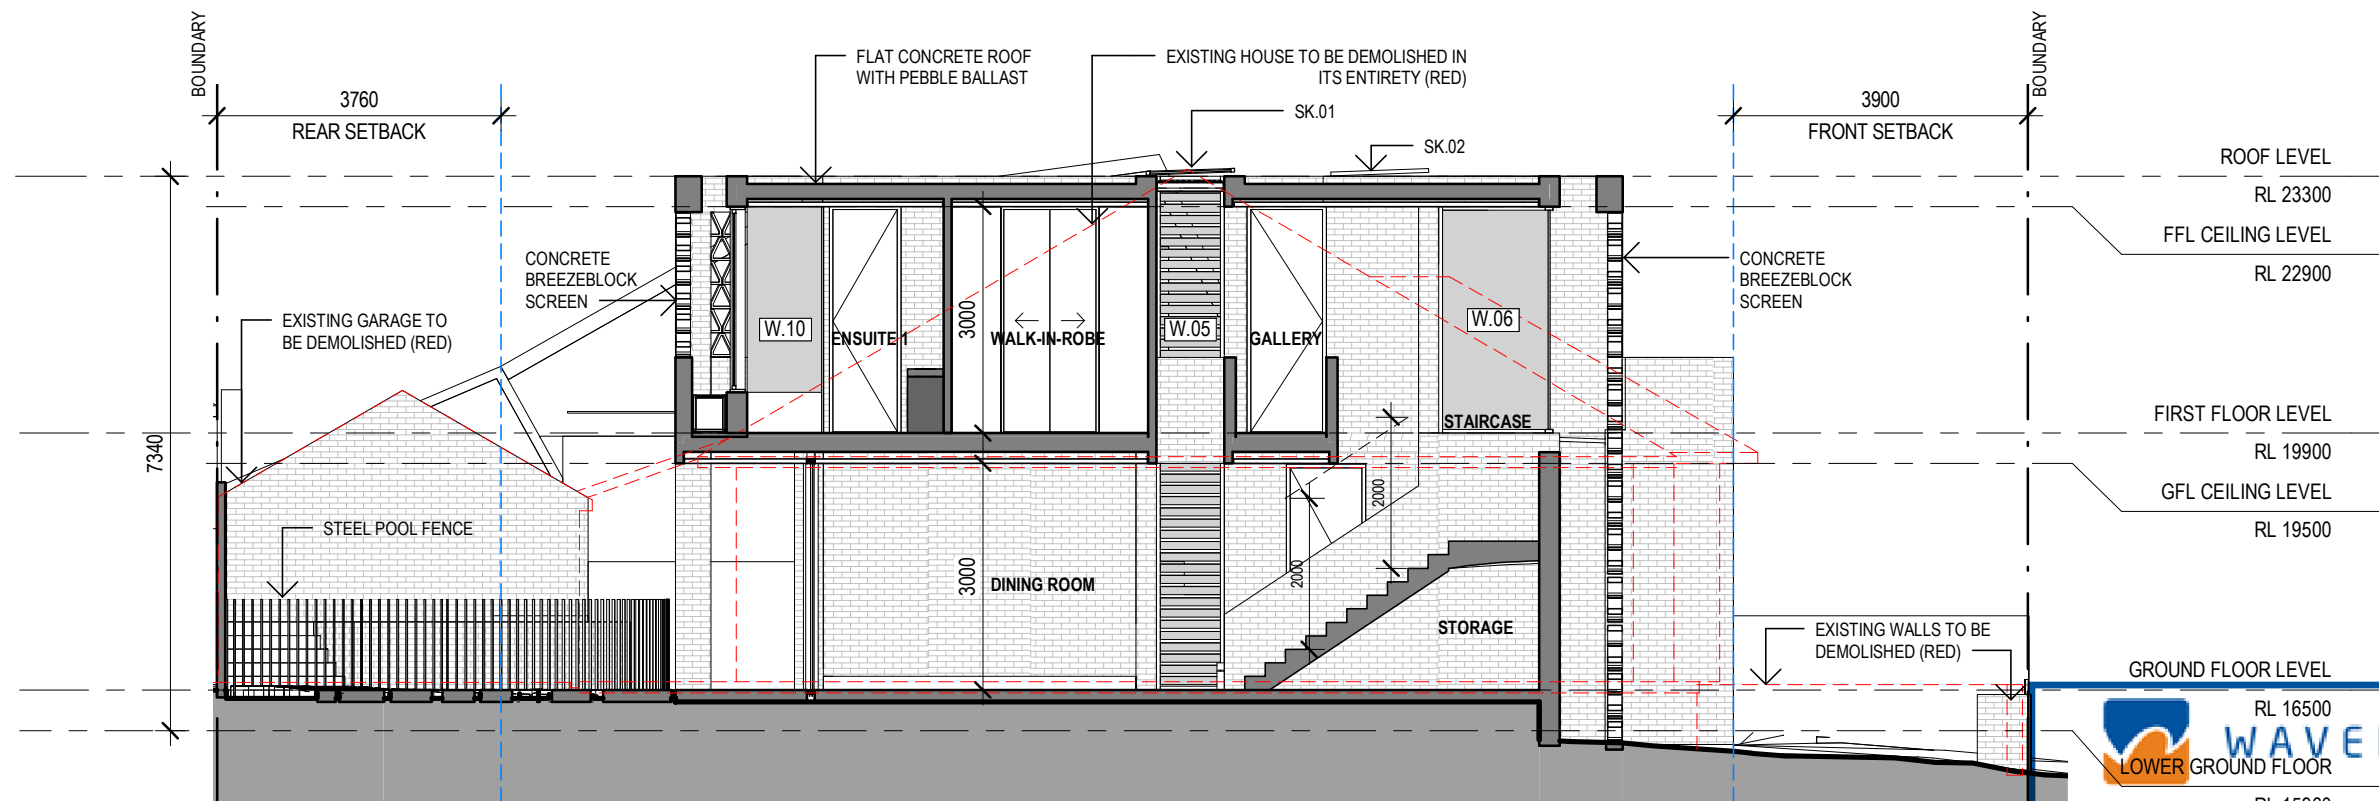 BOUNDARY
3760
REAR SETBACK
FLAT CONCRETE ROOF
WITH PEBBLE BALLAST
EXISTING HOUSE TO BE DEMOLISHED IN
ITS ENTIRETY (RED)
SK.01
SK.02
3900
FRONT SETBACK
BOUNDARY
ROOF LEVEL
RL 23300
FFL CEILING LEVEL
RL 22900
CONCRETE
BREEZEBLOCK
SCREEN
CONCRETE
BREEZEBLOCK
SCREEN
EXISTING GARAGE TO
BE DEMOLISHED (RED)
W.10
ENSUITE 1
3000
WALK-IN-ROBE
W.05
GALLERY
W.06
STAIRCASE
FIRST FLOOR LEVEL
RL 19900
GFL CEILING LEVEL
RL 19500
7340
STEEL POOL FENCE
3000
DINING ROOM
2000
2000
STORAGE
EXISTING WALLS TO BE
DEMOLISHED (RED)
GROUND FLOOR LEVEL
RL 16500
WAVE
LOWER GROUND FLOOR